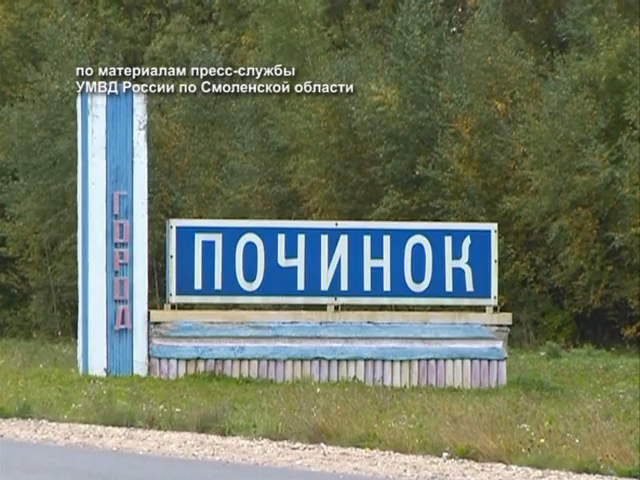 по материалам пресс-службы
УМВД России по Смоленской области
ГОРОД
ПОЧИНОК